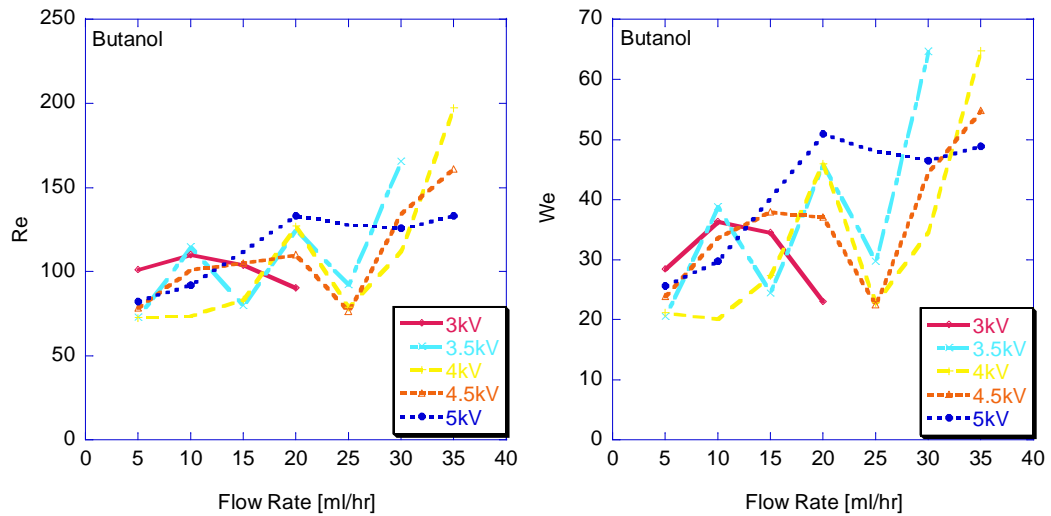 Butanol
Re
250
200
150
100
50
0
0 5 10 15 20 25 30 35 40
Flow Rate [ml/hr]
3kV
3.5kV
4kV
4.5kV
5kV
Butanol
We
70
60
50
40
30
20
10
0
0 5 10 15 20 25 30 35 40
Flow Rate [ml/hr]
3kV
3.5kV
4kV
4.5kV
5kV